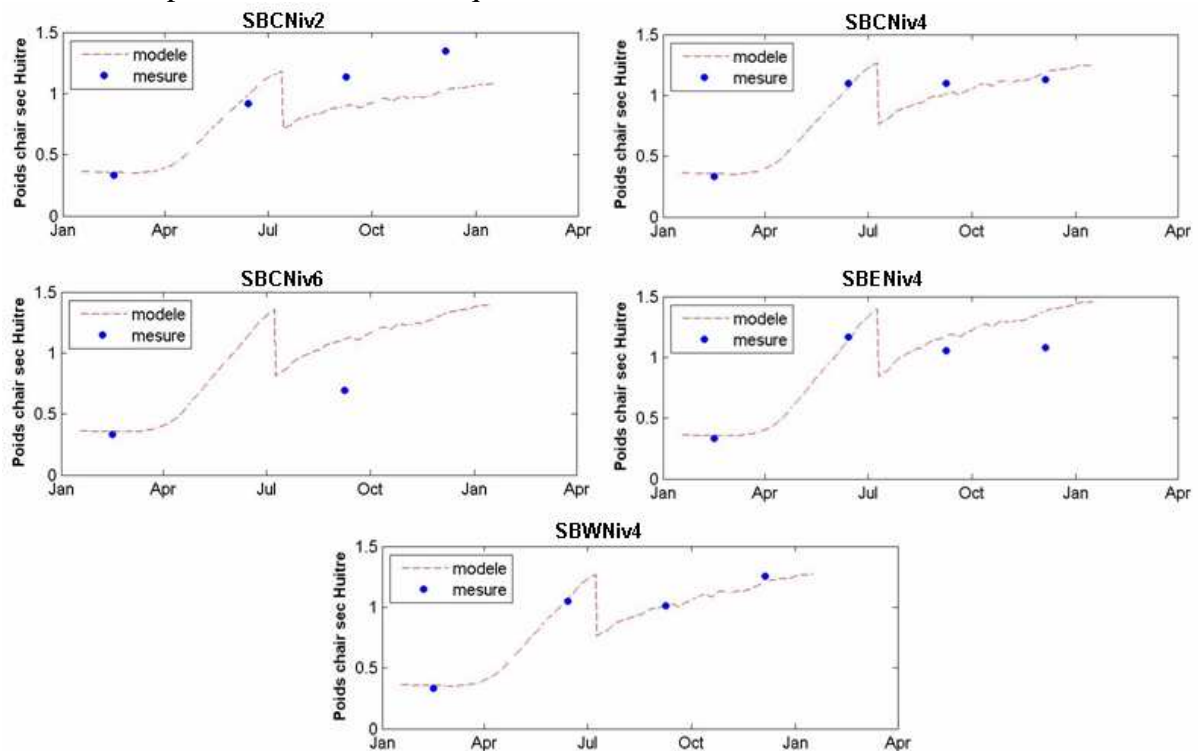 SBCNiv2
Poids chair sec Huitre
1.5
1
0.5
0
modele
mesure
Jan Apr Jul Oct Jan Apr
SBCNiv4
Poids chair sec Huitre
1.5
1
0.5
0
modele
mesure
Jan Apr Jul Oct Jan Apr
SBCNiv6
Poids chair sec Huitre
1.5
1
0.5
0
modele
mesure
Jan Apr Jul Oct Jan Apr
SBENiv4
Poids chair sec Huitre
1.5
1
0.5
0
modele
mesure
Jan Apr Jul Oct Jan Apr
SBWNiv4
Poids chair sec Huitre
1.5
1
0.5
0
modele
mesure
Jan Apr Jul Oct Jan Apr